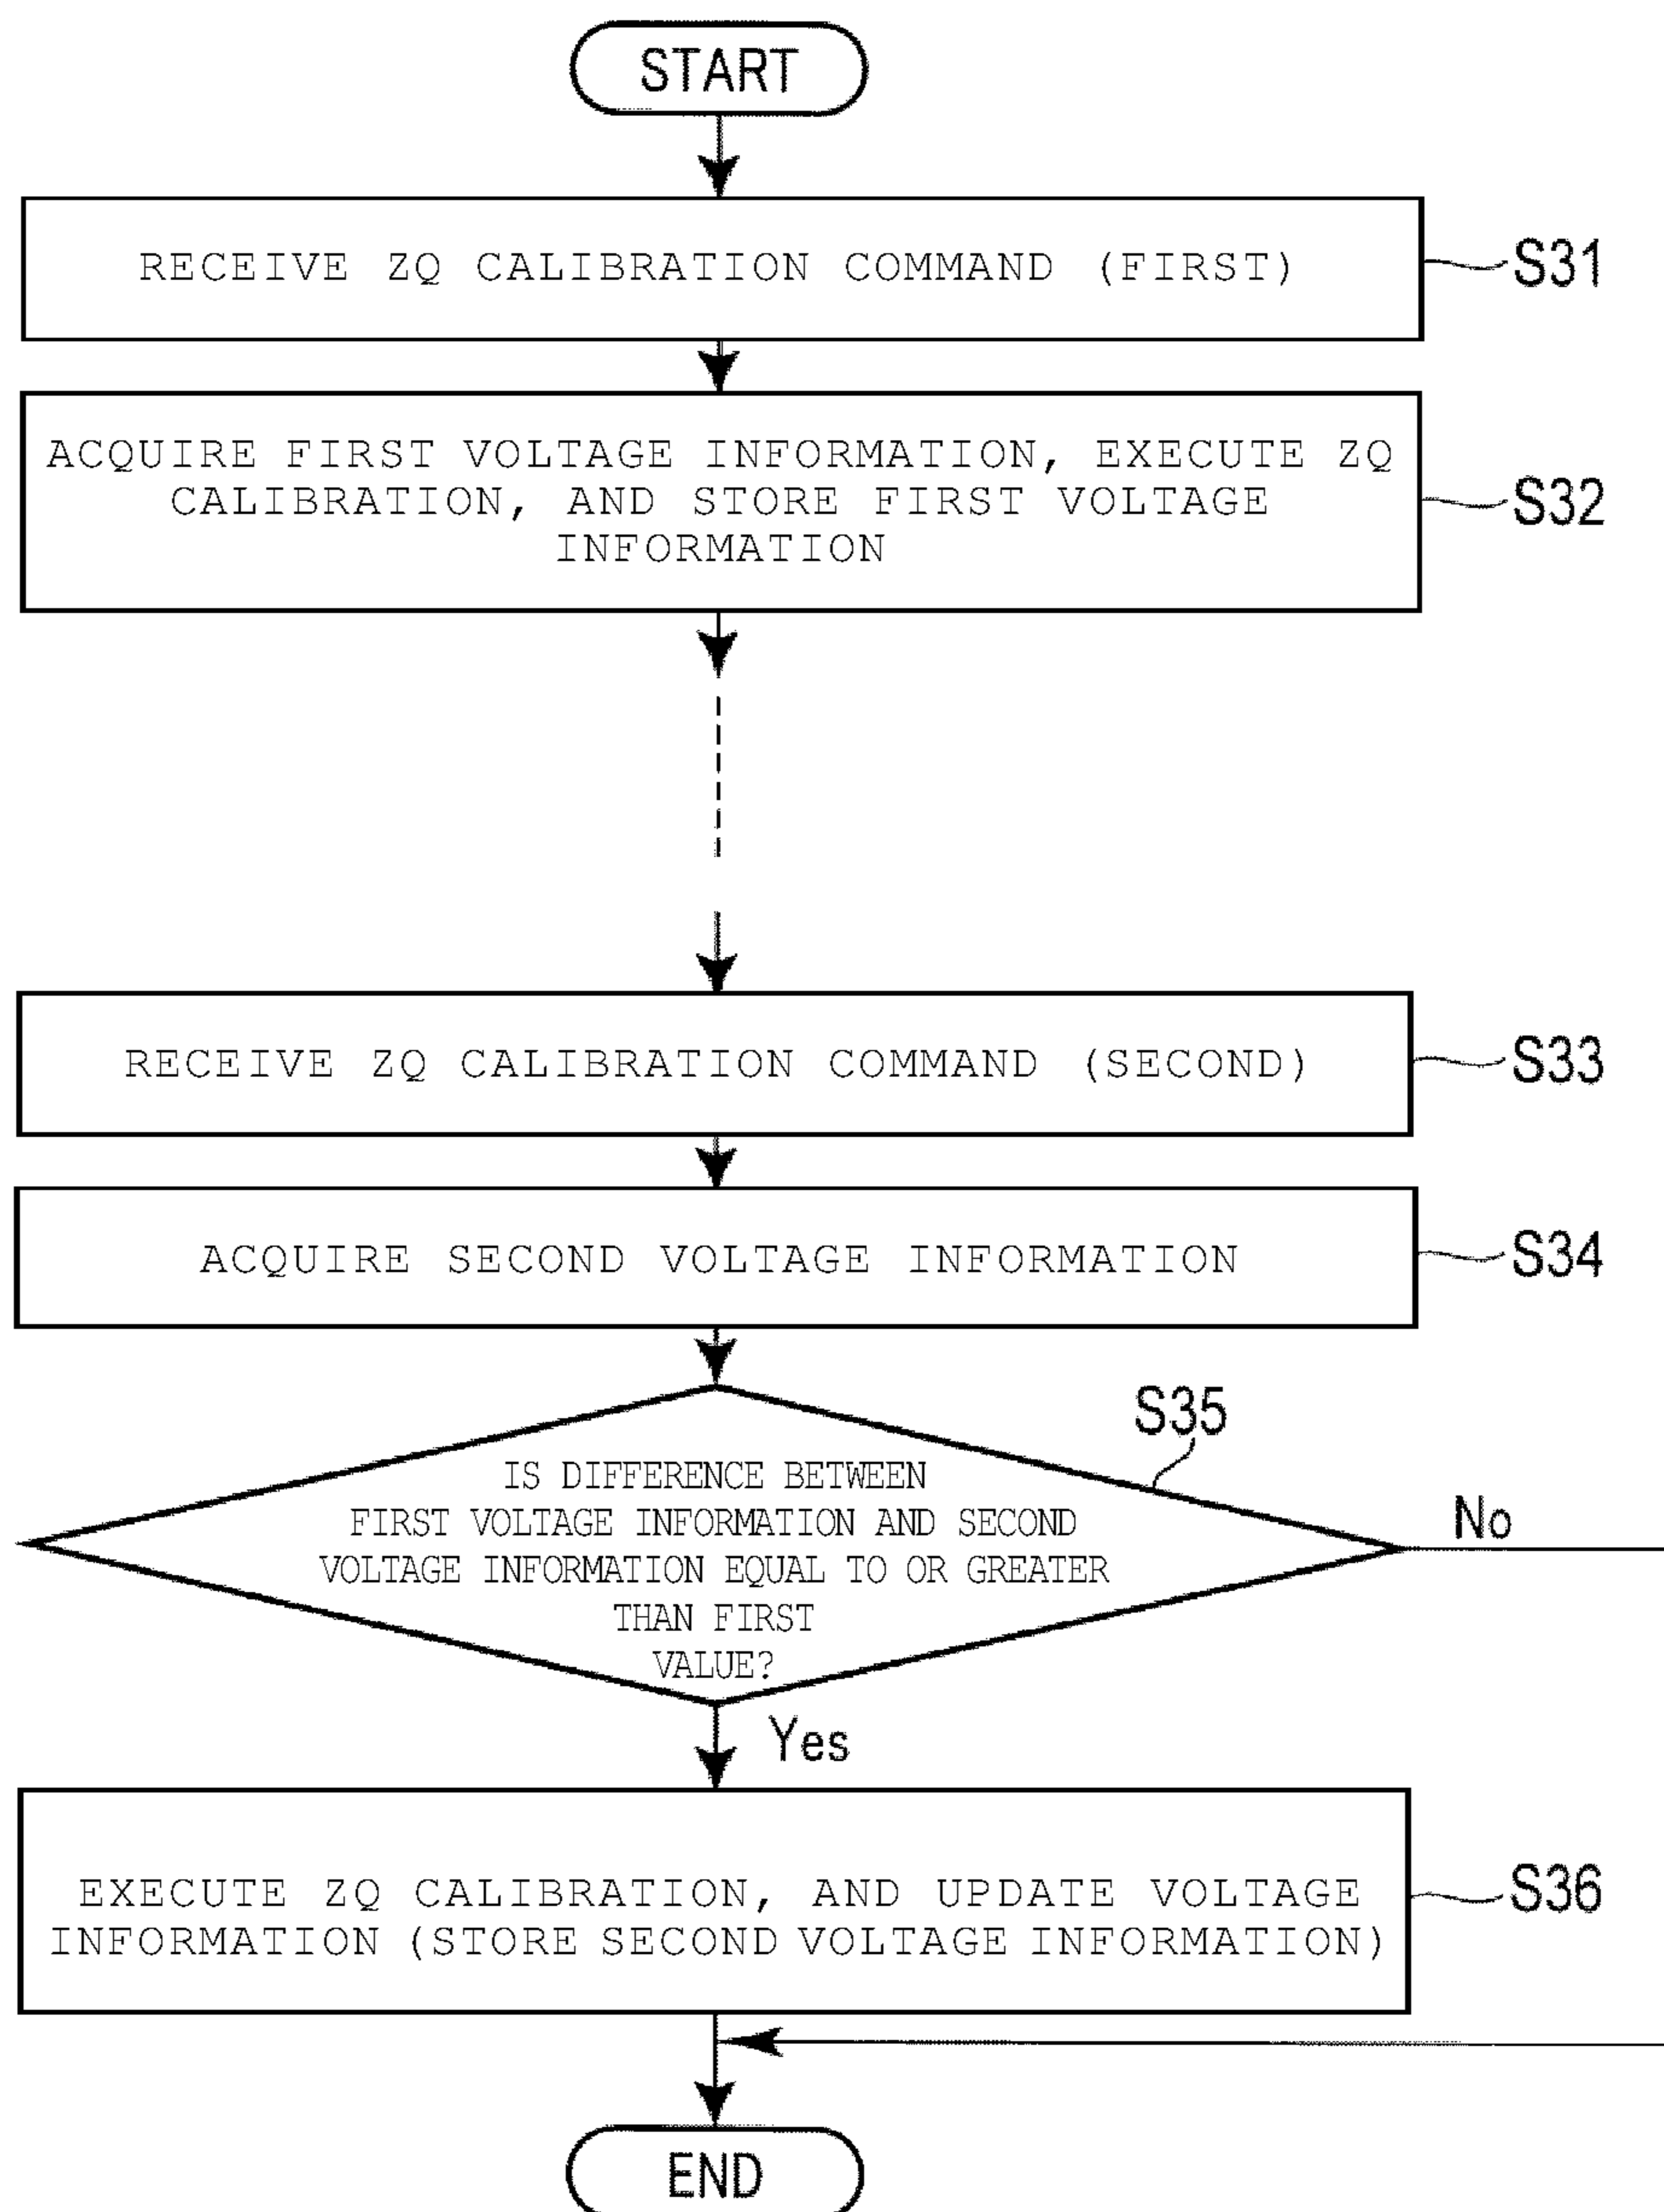 START
RECEIVE ZQ CALIBRATION COMMAND (FIRST)
S31
ACQUIRE FIRST VOLTAGE INFORMATION, EXECUTE ZQ
CALIBRATION, AND STORE FIRST VOLTAGE
INFORMATION
S32
RECEIVE ZQ CALIBRATION COMMAND (SECOND)
S33
ACQUIRE SECOND VOLTAGE INFORMATION
S34
S35
IS DIFFERENCE BETWEEN
FIRST VOLTAGE INFORMATION AND SECOND
VOLTAGE INFORMATION EQUAL TO OR GREATER
THAN FIRST
VALUE?
No
Yes
EXECUTE ZQ CALIBRATION, AND UPDATE VOLTAGE
INFORMATION (STORE SECOND VOLTAGE INFORMATION)
S36
END